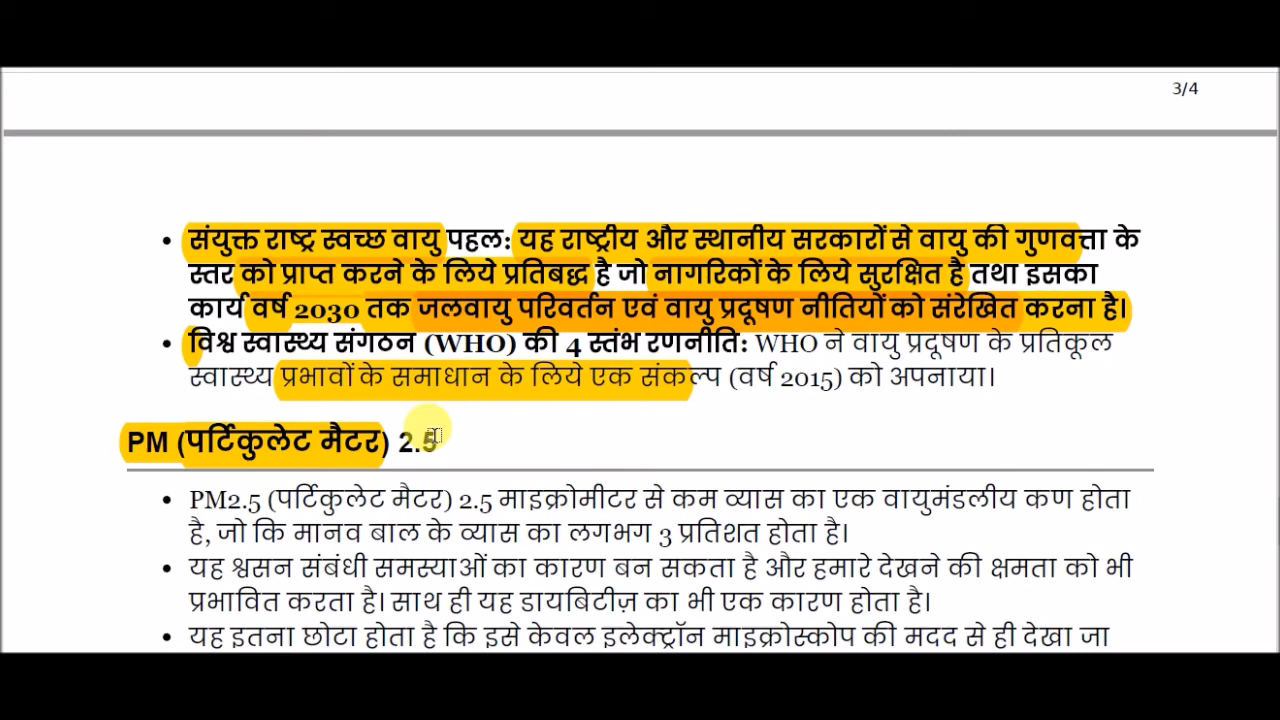 3/4
• संयुक्त राष्ट्र स्वच्छ वायु पहल: यह राष्ट्रीय और स्थानीय सरकारों से वायु की गुणवत्ता के
स्तर को प्राप्त करने के लिये प्रतिबद्ध है जो नागरिकों के लिये सुरक्षित है तथा इसका
कार्य वर्ष 2030 तक जलवायु परिवर्तन एवं वायु प्रदूषण नीतियों को संरेखित करना है।
• विश्व स्वास्थ्य संगठन (WHO) की 4 स्तंभ रणनीति: WHO ने वायु प्रदूषण के प्रतिकूल
स्वास्थ्य प्रभावों के समाधान के लिये एक संकल्प (वर्ष 2015) को अपनाया।
PM (पर्टिकुलेट मैटर) 2.5
• PM2.5 (पर्टिकुलेट मैटर) 2.5 माइक्रोमीटर से कम व्यास का एक वायुमंडलीय कण होता
है, जो कि मानव बाल के व्यास का लगभग 3 प्रतिशत होता है।
• यह श्वसन संबंधी समस्याओं का कारण बन सकता है और हमारे देखने की क्षमता को भी
प्रभावित करता है। साथ ही यह डायबिटीज़ का भी एक कारण होता है।
• यह इतना छोटा होता है कि इसे केवल इलेक्ट्रॉन माइक्रोस्कोप की मदद से ही देखा जा